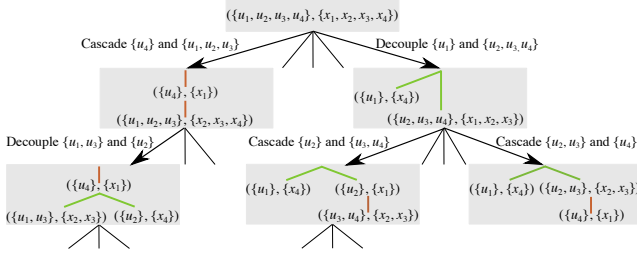 ({u₁, u₂, u₃, u₄}, {x₁, x₂, x₃, x₄})
Cascade {u₄} and {u₁, u₂, u₃}
Decouple {u₁} and {u₂, u₃, u₄}
({u₄}, {x₁})
({u₁, u₂, u₃}, {x₂, x₃, x₄})
({u₁}, {x₄})
({u₂, u₃, u₄}, {x₁, x₂, x₃})
Decouple {u₁, u₃} and {u₂}
Cascade {u₂} and {u₃, u₄}
Cascade {u₂, u₃} and {u₄}
({u₄}, {x₁})
({u₁, u₃}, {x₂, x₃}) ({u₂}, {x₄})
({u₁}, {x₄}) ({u₂}, {x₁})
({u₃, u₄}, {x₂, x₃})
({u₁}, {x₄}) ({u₂, u₃}, {x₂, x₃})
({u₄}, {x₁})